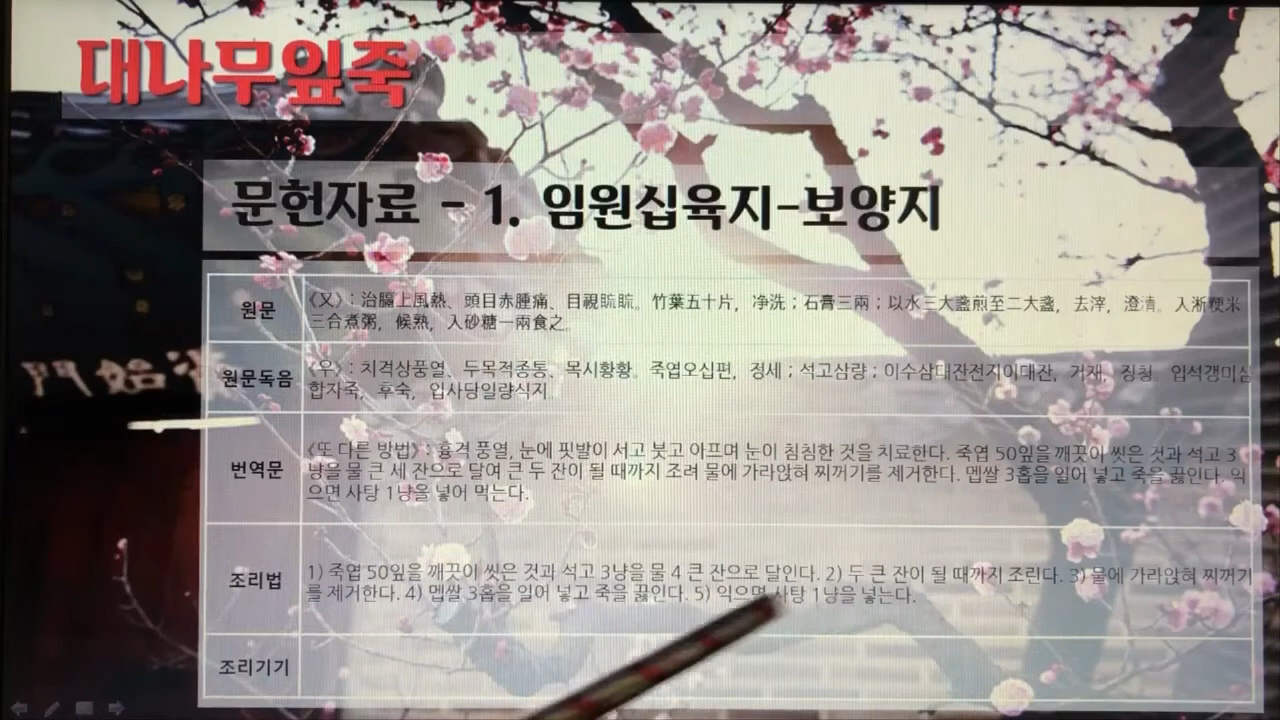 대나무잎죽
문헌자료 - 1. 임원십육지-보양지
원문
《又》: 治膈上風熱、頭目赤腫痛、目視䀮䀮。竹葉五十片, 净洗; 石膏三兩; 以水三大盞煎至二大盞, 去滓, 澄清。入淅粳米
三合煮粥, 候熟, 入砂糖一兩食之。
원문독음
《우》: 치격상풍열、두목적종통、목시황황。죽엽오십편, 정세; 석고삼량; 이수삼대잔전지이대잔, 거재, 징청。입석갱미삼
합자죽, 후숙, 입사당일량식지。
번역문
《또 다른 방법》: 흉격 풍열, 눈에 핏발이 서고 붓고 아프며 눈이 침침한 것을 치료한다. 죽엽 50잎을 깨끗이 씻은 것과 석고 3
냥을 물 큰 세 잔으로 달여 큰 두 잔이 될 때까지 조려 물에 가라앉혀 찌꺼기를 제거한다. 멥쌀 3홉을 일어 넣고 죽을 끓인다. 익
으면 사탕 1냥을 넣어 먹는다.
조리법
1) 죽엽 50잎을 깨끗이 씻은 것과 석고 3냥을 물 4 큰 잔으로 달인다. 2) 두 큰 잔이 될 때까지 조린다. 3) 물에 가라앉혀 찌꺼기
를 제거한다. 4) 멥쌀 3홉을 일어 넣고 죽을 끓인다. 5) 익으면 사탕 1냥을 넣는다.
조리기기
門 始